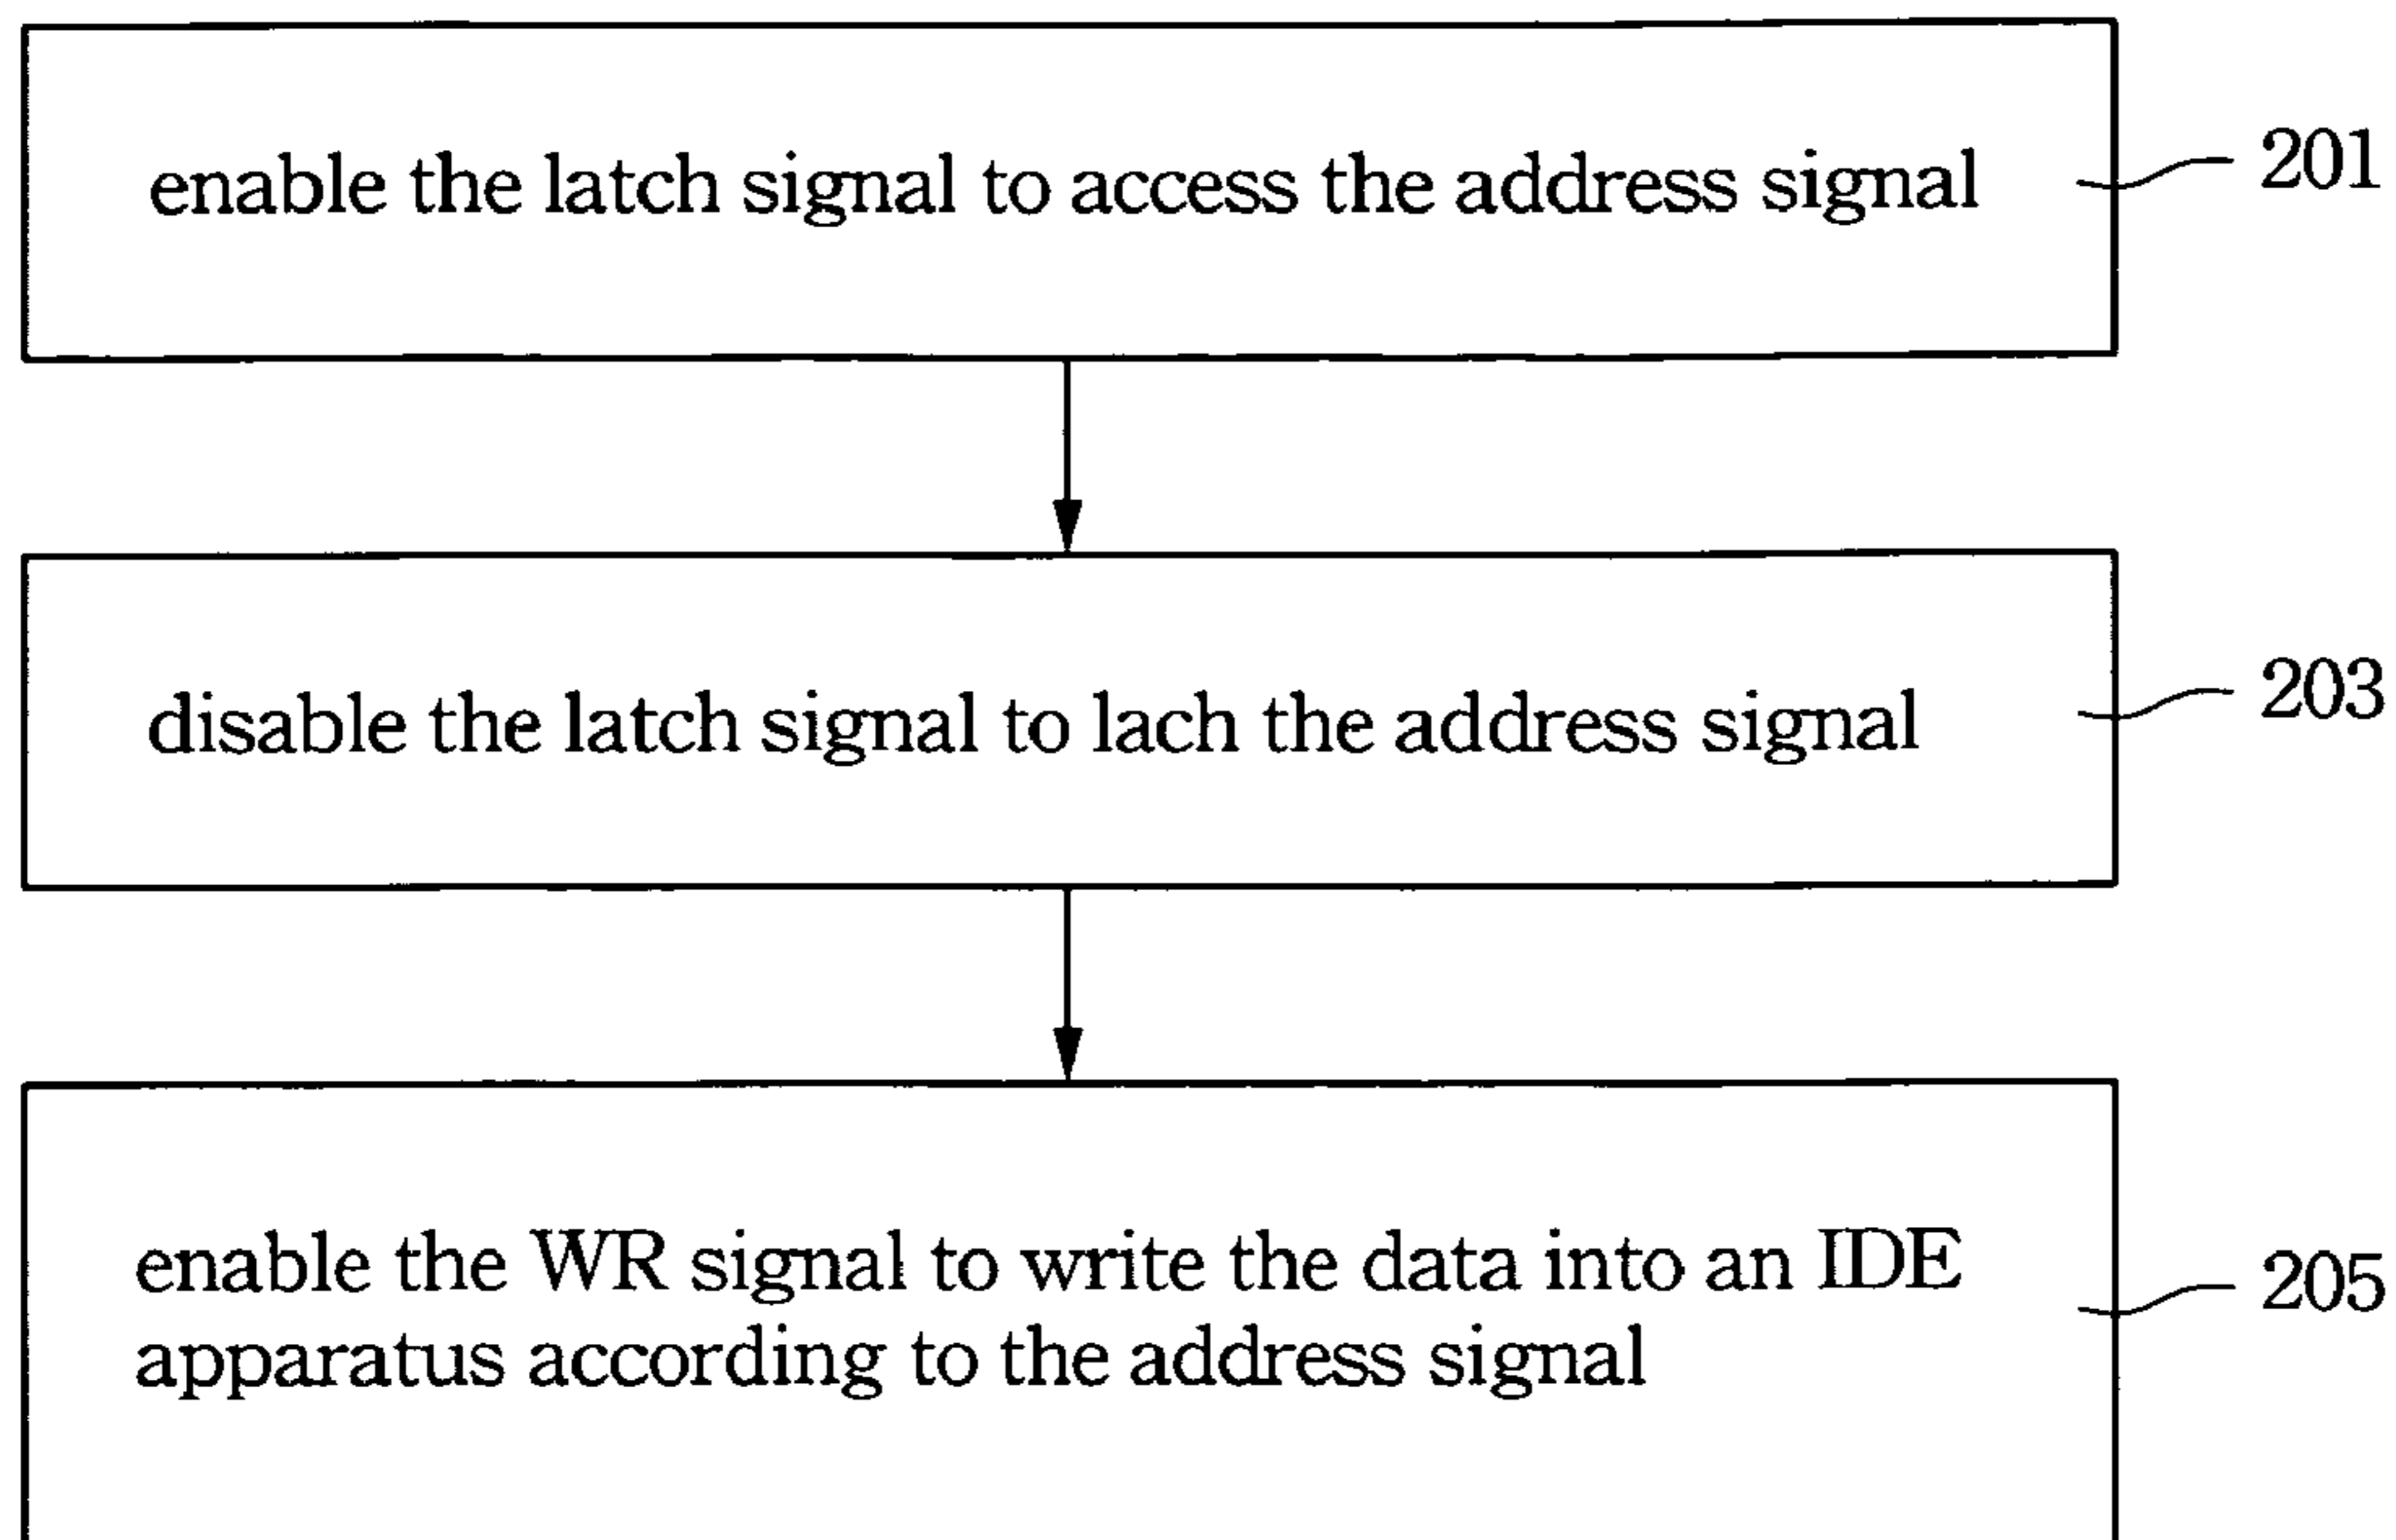 enable the latch signal to access the address signal
201
disable the latch signal to lach the address signal
203
enable the WR signal to write the data into an IDE
apparatus according to the address signal
205